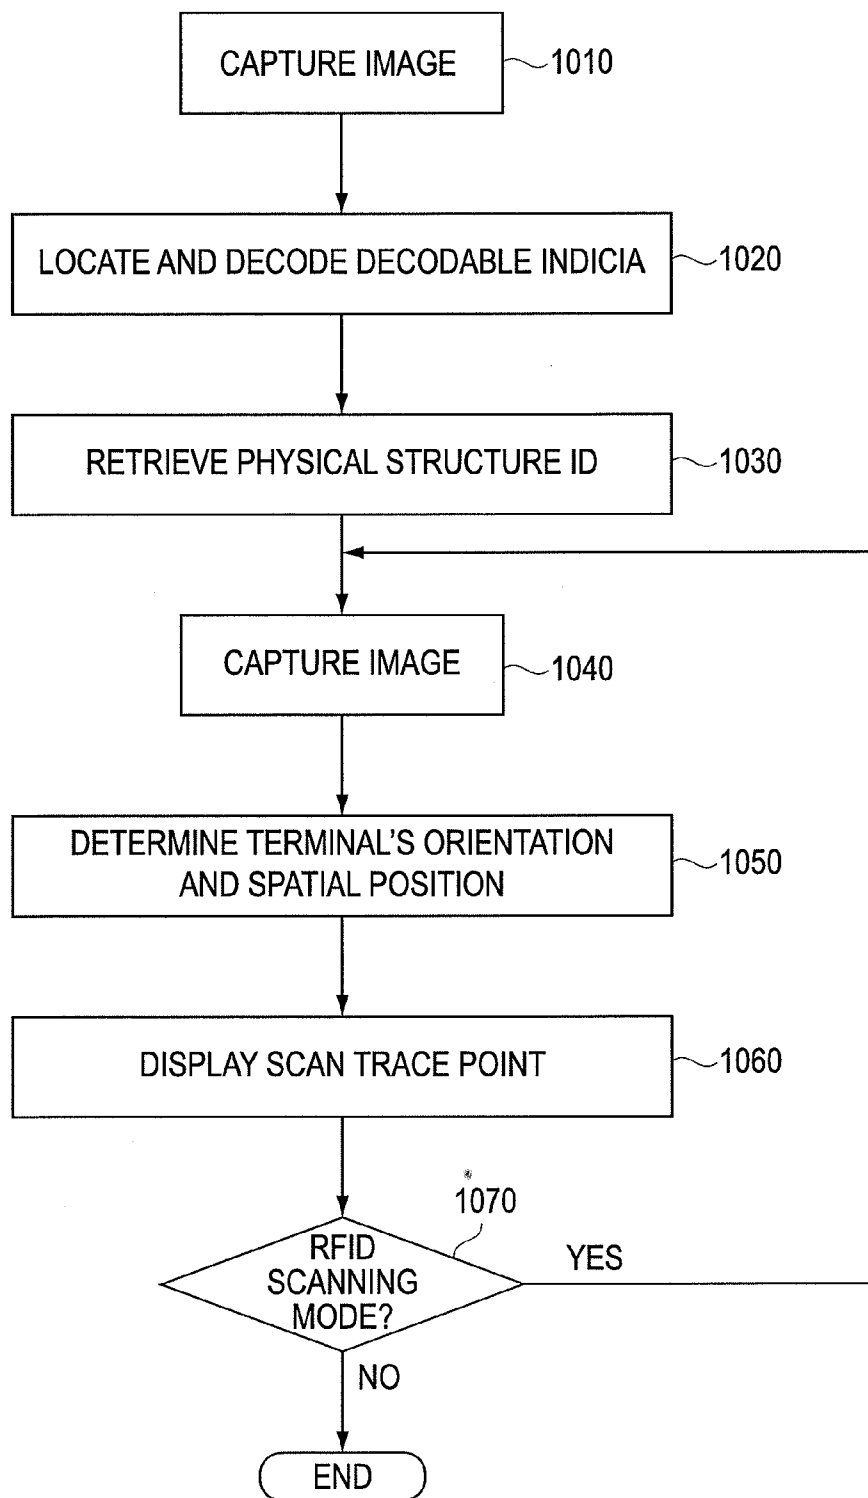 CAPTURE IMAGE
1010
LOCATE AND DECODE DECODABLE INDICIA
1020
RETRIEVE PHYSICAL STRUCTURE ID
1030
CAPTURE IMAGE
1040
DETERMINE TERMINAL'S ORIENTATION
AND SPATIAL POSITION
1050
DISPLAY SCAN TRACE POINT
1060
1070
RFID
SCANNING
MODE?
YES
NO
END